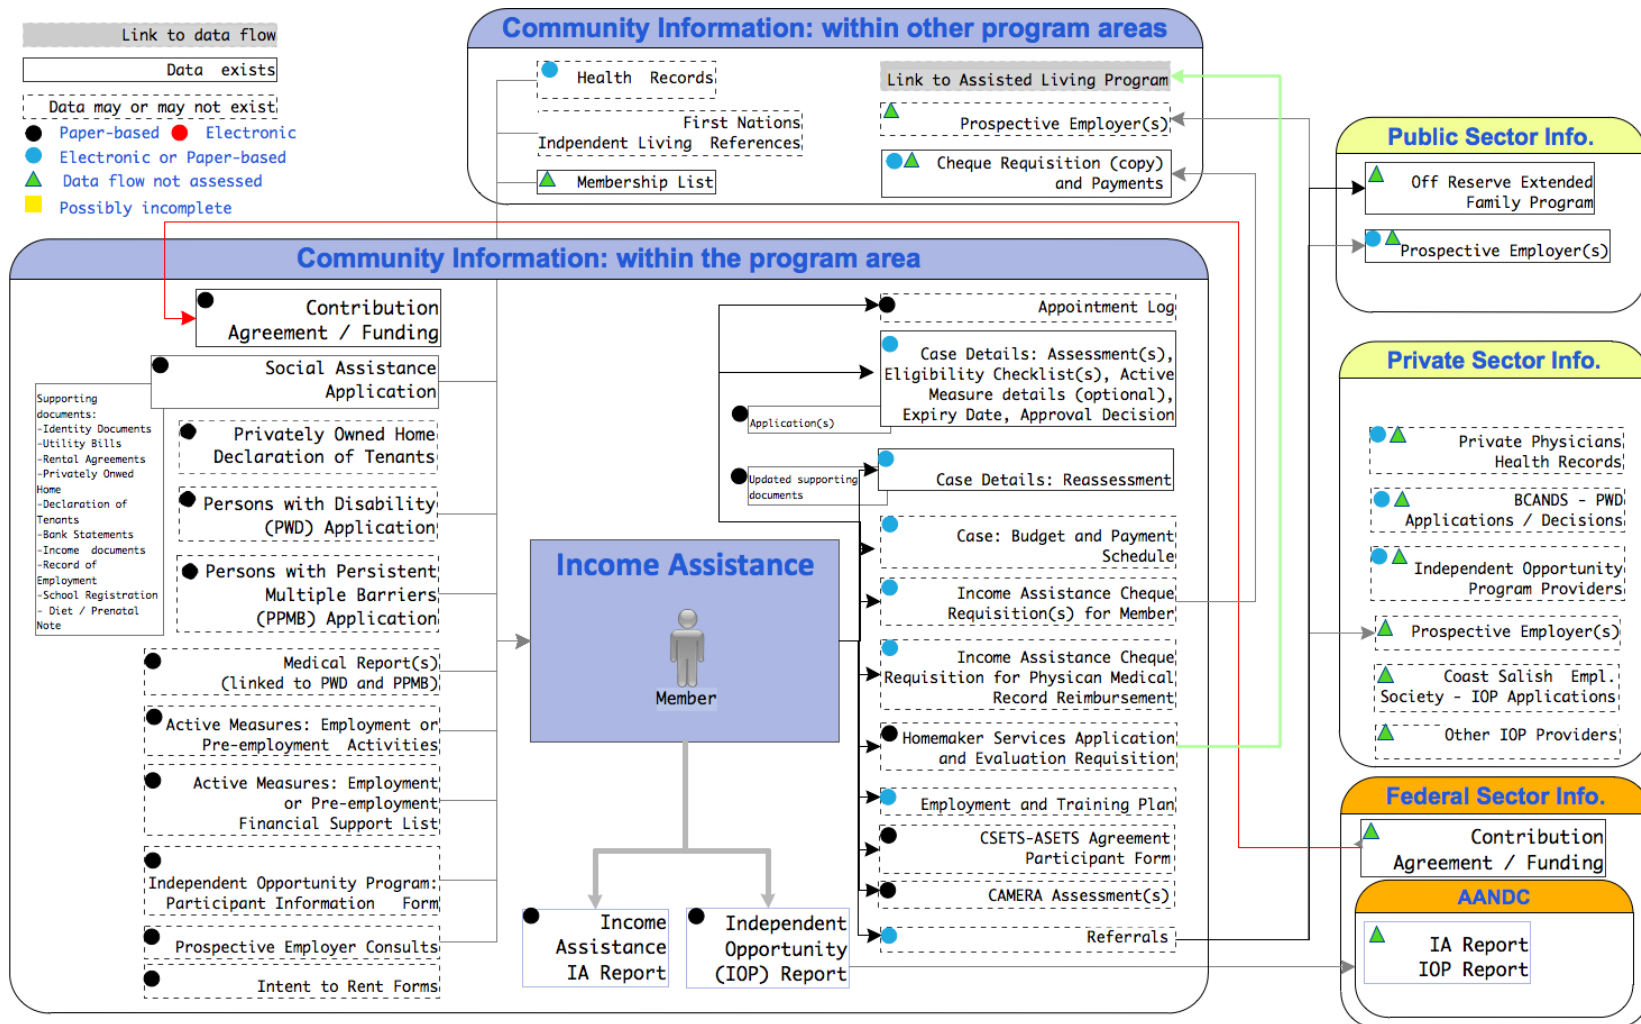 Link to data flow
Data exists
Data may or may not exist
Paper-based
Electronic
Electronic or Paper-based
Data flow not assessed
Possibly incomplete
Community Information: within other program areas
Health Records
First Nations
Indpendent Living References
Membership List
Link to Assisted Living Program
Prospective Employer(s)
Cheque Requisition (copy)
and Payments
Public Sector Info.
Off Reserve Extended
Family Program
Prospective Employer(s)
Community Information: within the program area
Contribution
Agreement / Funding
Social Assistance
Application
Supporting
documents:
-Identity Documents
-Utility Bills
-Rental Agreements
-Privately Onwed
Home
-Declaration of
Tenants
-Bank Statements
-Income documents
-Record of
Employment
-School Registration
- Diet / Prenatal
Note
Privately Owned Home
Declaration of Tenants
Persons with Disability
(PWD) Application
Persons with Persistent
Multiple Barriers
(PPMB) Application
Medical Report(s)
(linked to PWD and PPMB)
Active Measures: Employment or
Pre-employment Activities
Active Measures: Employment
or Pre-employment
Financial Support List
Independent Opportunity Program:
Participant Information Form
Prospective Employer Consults
Intent to Rent Forms
Income Assistance
Member
Income
Assistance
IA Report
Independent
Opportunity
(IOP) Report
Appointment Log
Case Details: Assessment(s),
Eligibility Checklist(s), Active
Measure details (optional),
Expiry Date, Approval Decision
Application(s)
Updated supporting
documents
Case Details: Reassessment
Case: Budget and Payment
Schedule
Income Assistance Cheque
Requisition(s) for Member
Income Assistance Cheque
Requisition for Physican Medical
Record Reimbursement
Homemaker Services Application
and Evaluation Requisition
Employment and Training Plan
CSETS-ASETS Agreement
Participant Form
CAMERA Assessment(s)
Referrals
Private Sector Info.
Private Physicians
Health Records
BCANDS - PWD
Applications / Decisions
Independent Opportunity
Program Providers
Prospective Employer(s)
Coast Salish Empl.
Society - IOP Applications
Other IOP Providers
Federal Sector Info.
Contribution
Agreement / Funding
AANDC
IA Report
IOP Report